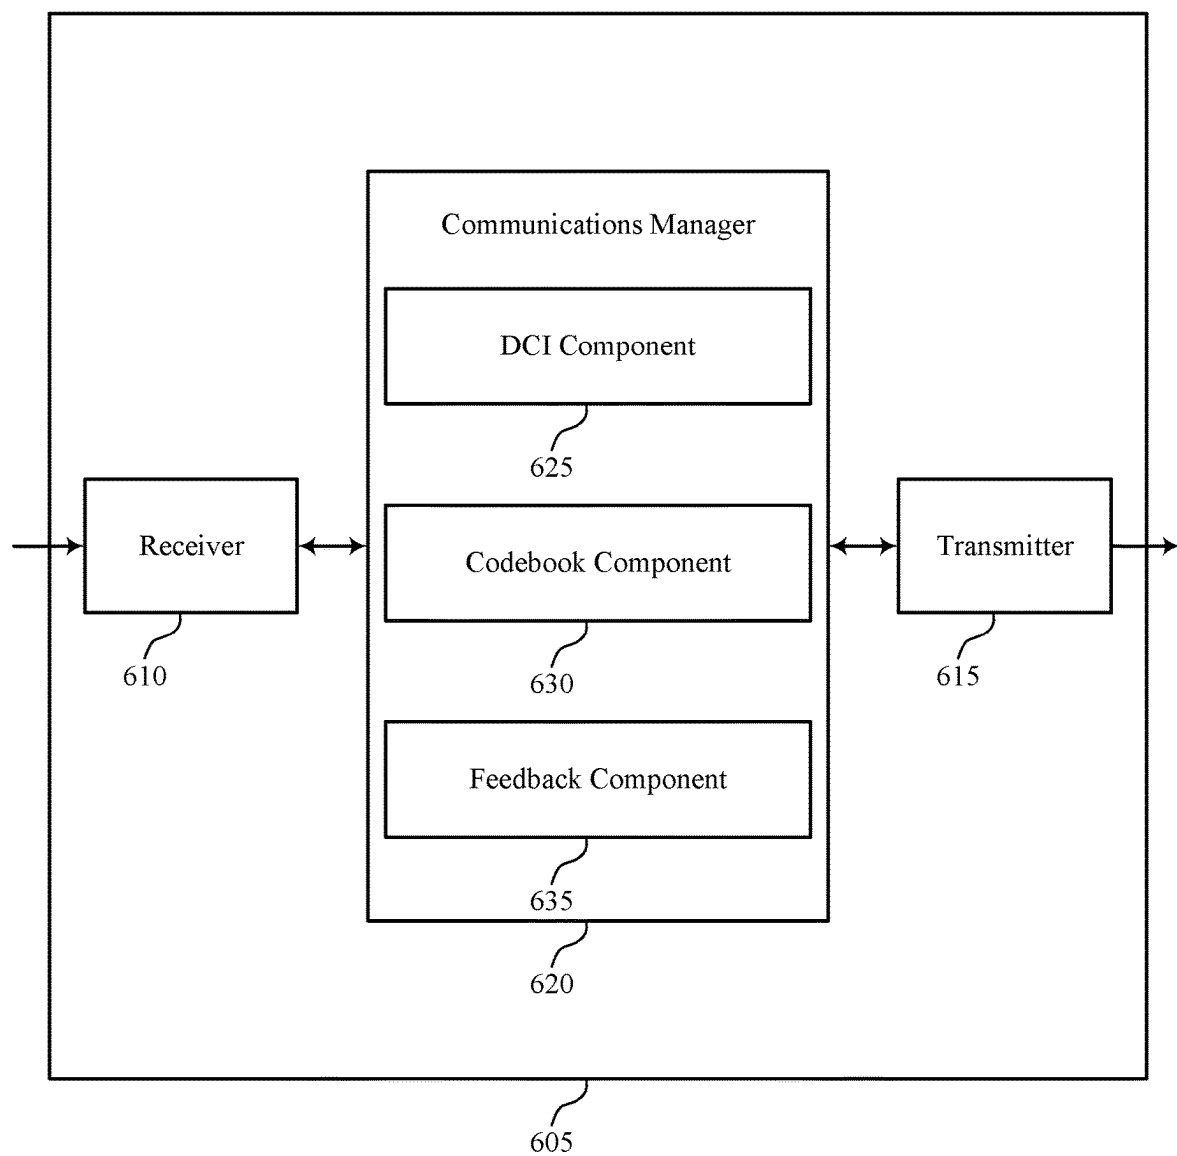 Communications Manager
DCI Component
625
Receiver
610
Codebook Component
630
Transmitter
615
Feedback Component
635
620
605